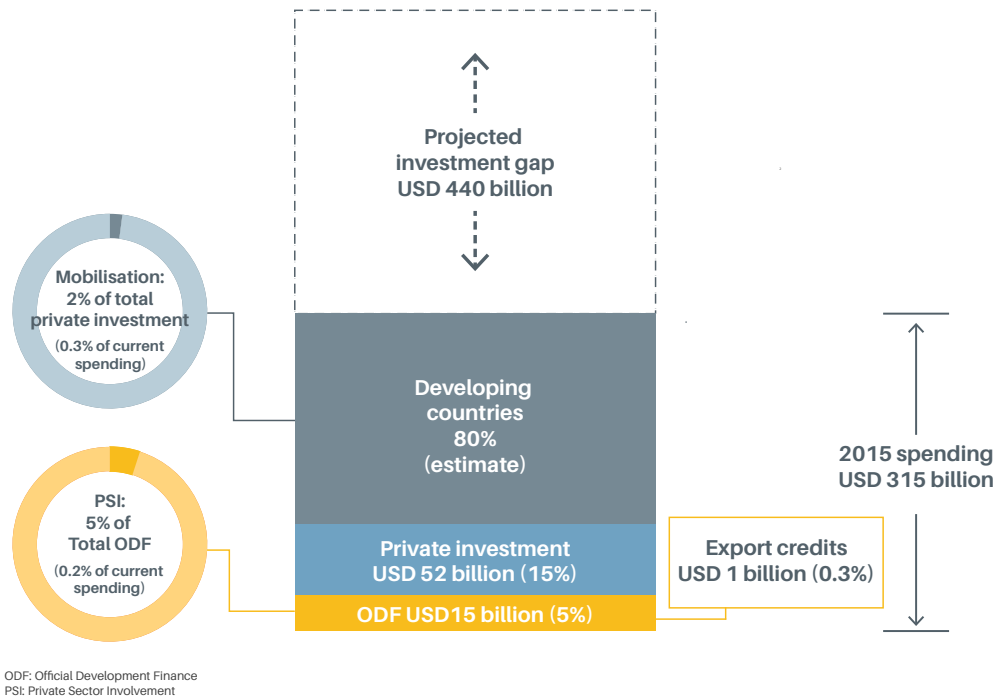 Projected
investment gap
USD 440 billion
Mobilisation:
2% of total
private investment
(0.3% of current
spending)
Developing
countries
80%
(estimate)
2015 spending
USD 315 billion
PSI:
5% of
Total ODF
(0.2% of current
spending)
Private investment
USD 52 billion (15%)
Export credits
USD 1 billion (0.3%)
ODF USD15 billion (5%)
ODF: Official Development Finance
PSI: Private Sector Involvement